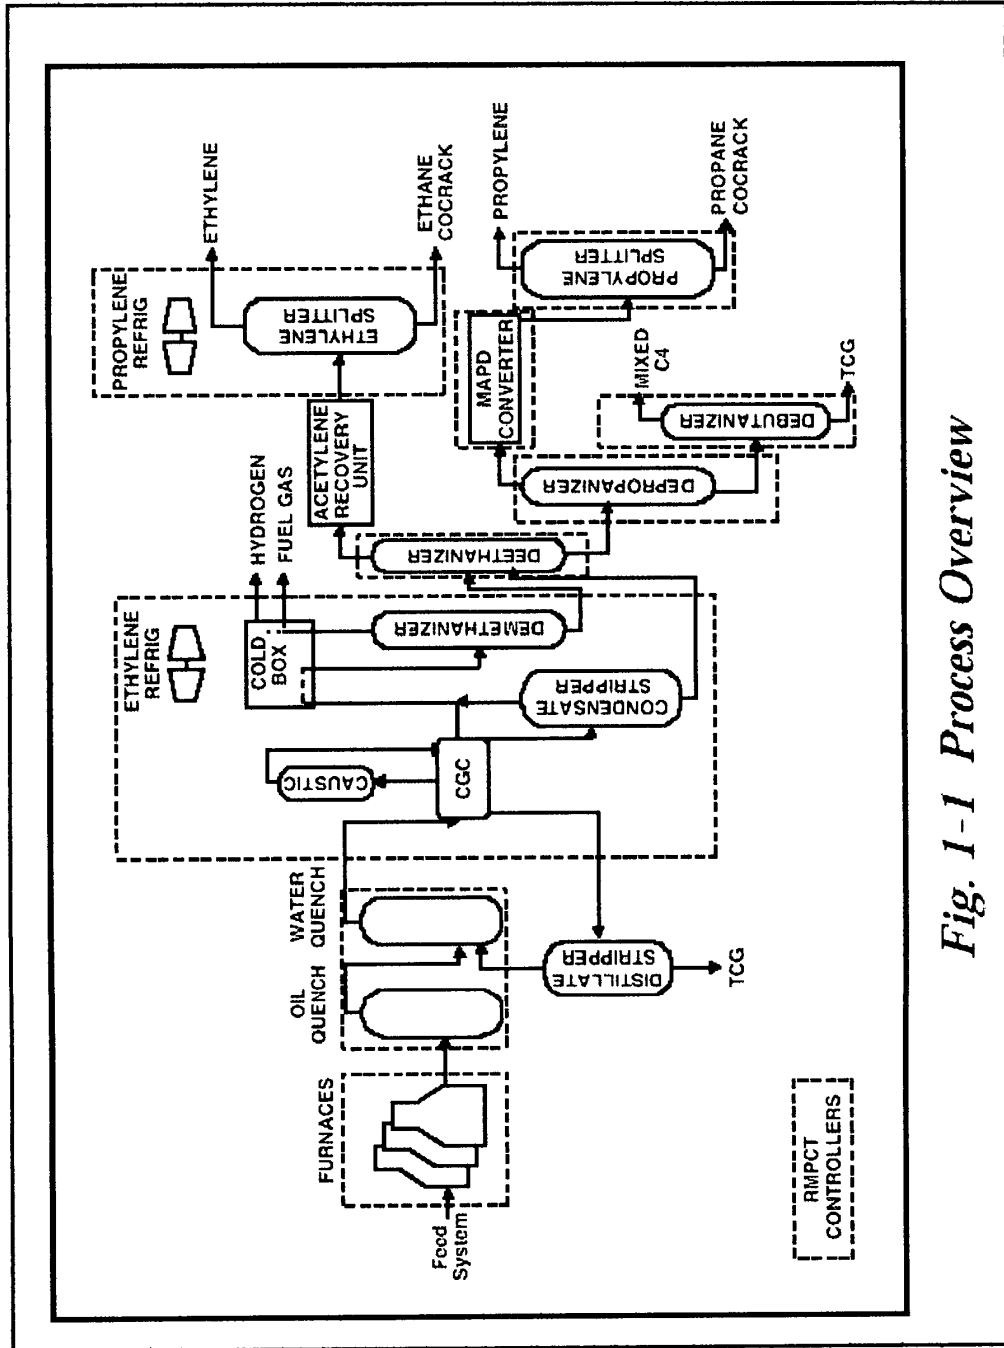 FURNACES
Feed
System
OIL
QUENCH
WATER
QUENCH
DISTILLATE
STRIPPER
TCG
ETHYLENE
REFRIG
CAUSTIC
CGC
COLD
BOX
HYDROGEN
FUEL GAS
DEMETHANIZER
CONDENSATE
STRIPPER
DEETHANIZER
ACETYLENE
RECOVERY
UNIT
PROPYLENE
REFRIG
ETHYLENE
SPLITTER
ETHYLENE
ETHANE
COCRACK
DEPROPANIZER
MAPD
CONVERTER
PROPYLENE
SPLITTER
PROPYLENE
PROPANE
COCRACK
DEBUTANIZER
MIXED
C4
TCG
RMPCT
CONTROLLERS
Fig. 1-1 Process Overview